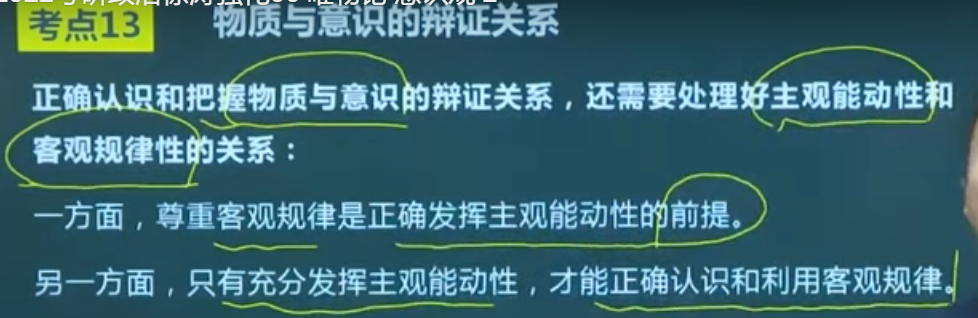 考点13 物质与意识的辩证关系
正确认识和把握物质与意识的辩证关系，还需要处理好主观能动性和
客观规律性的关系：
一方面，尊重客观规律是正确发挥主观能动性的前提。
另一方面，只有充分发挥主观能动性，才能正确认识和利用客观规律。